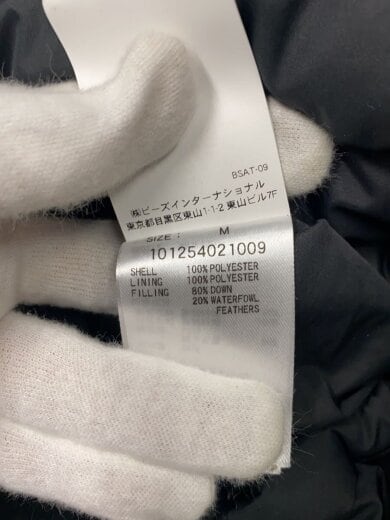 BSAT-09
㈱ビーズインターナショナル
東京都目黒区東山1-1-2 東山ビル7F
SIZE : M
101254021009
SHELL 100% POLYESTER
LINING 100% POLYESTER
FILLING 80% DOWN
20% WATERFOWL
FEATHERS